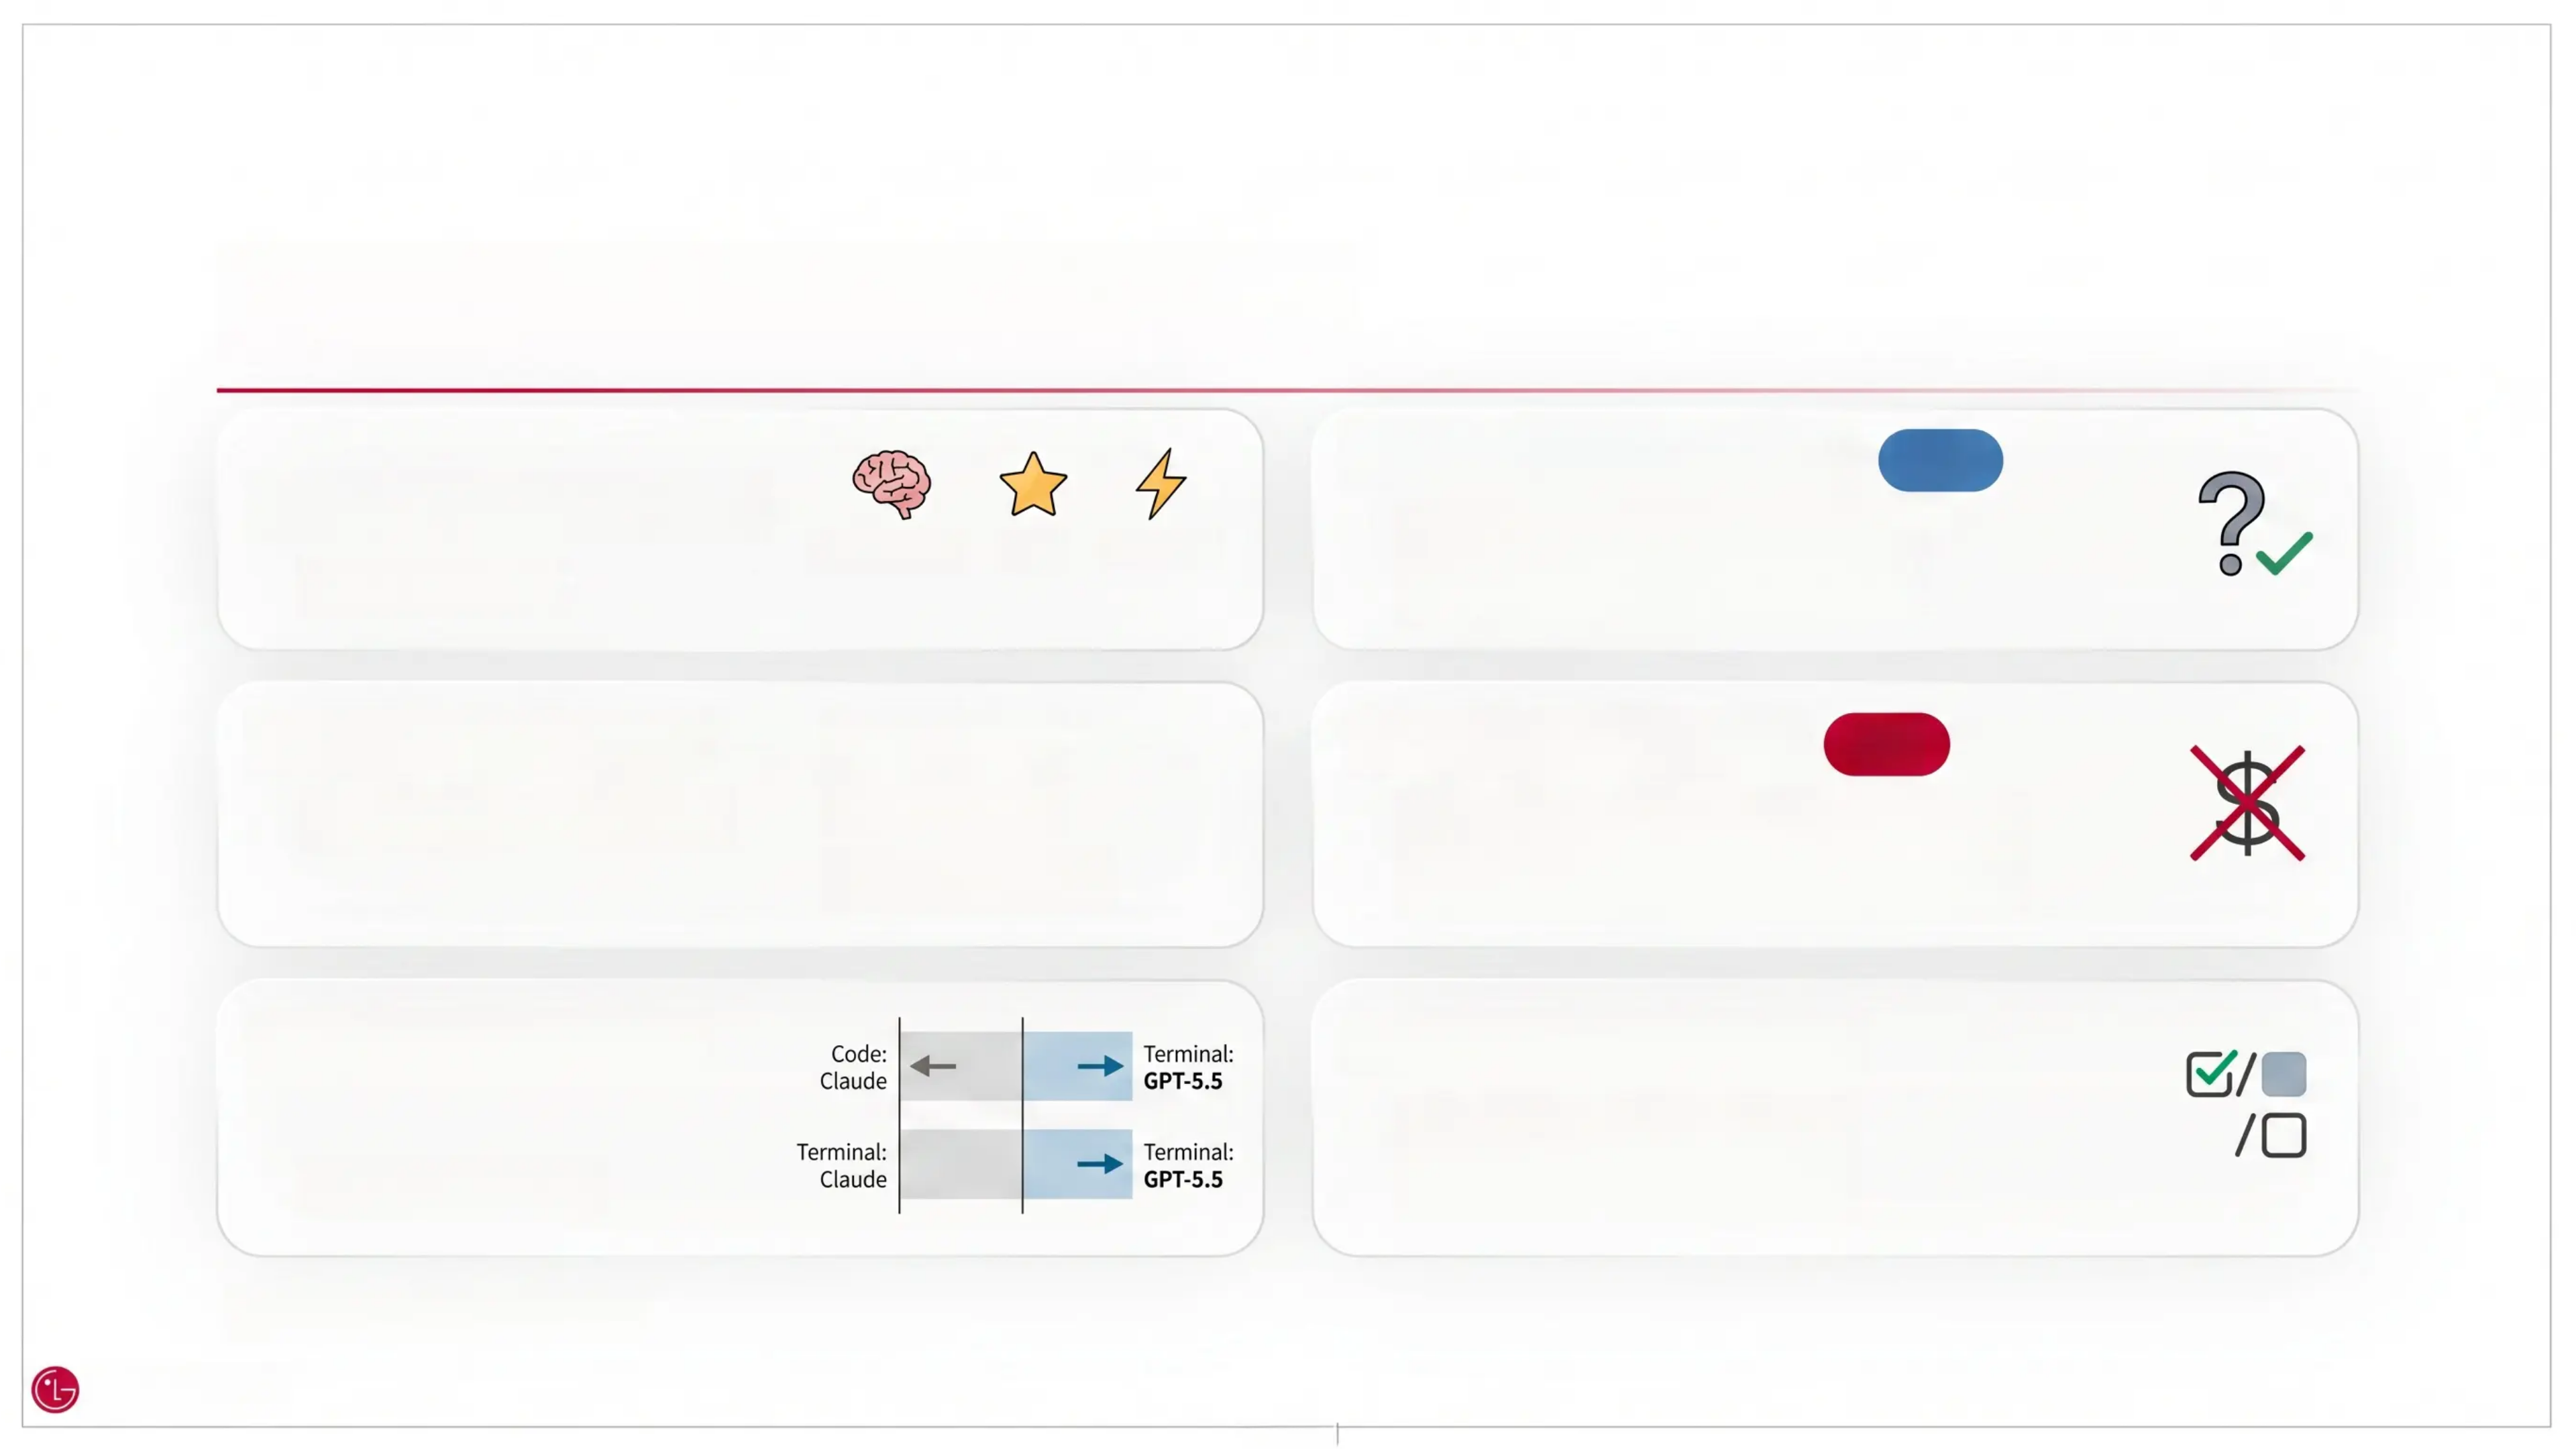 Code:
Claude
Terminal:
GPT-5.5
Terminal:
Claude
Terminal:
GPT-5.5